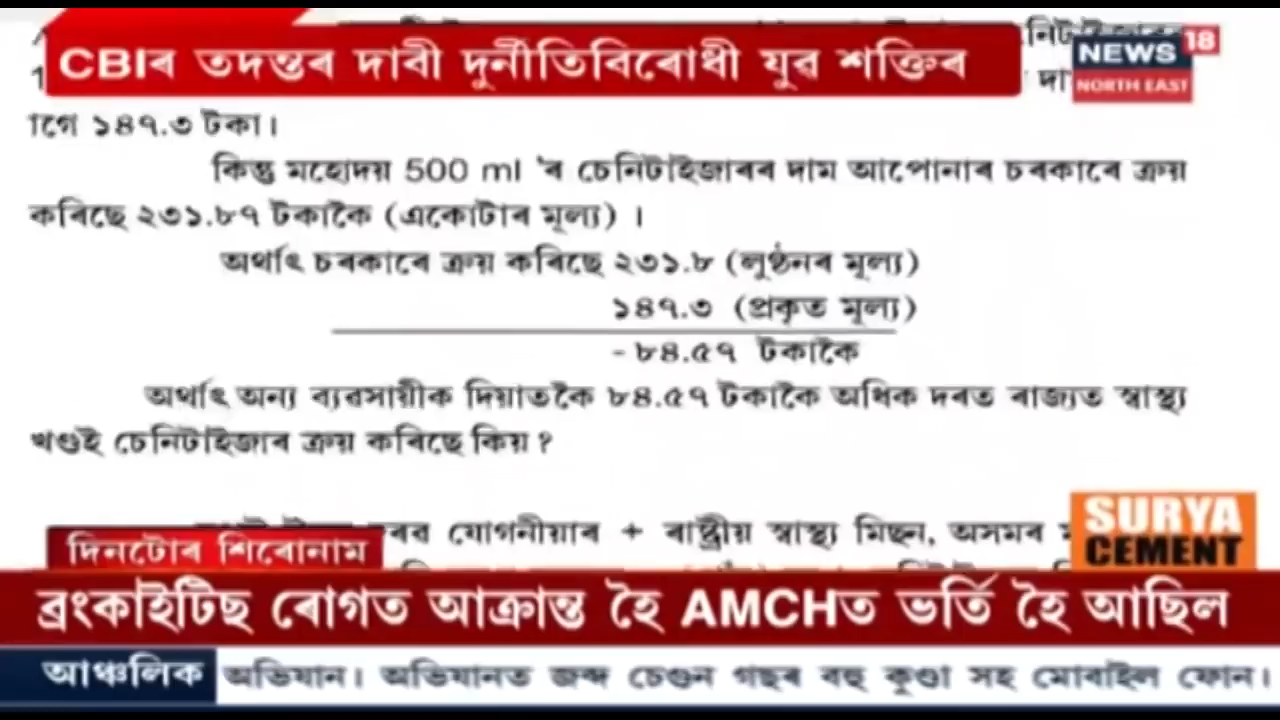 CBIৰ তদন্তৰ দাবী দুৰ্নীতিবিৰোধী যুৱ শক্তিৰ
NEWS 18
NORTH EAST
১৪৭.৩ টকা।
কিন্তু মহোদয় 500 ml 'ৰ চেনিটাইজাৰৰ দাম আপোনাৰ চৰকাৰে ক্ৰয়
কৰিছে ২৩১.৮৭ টকাকৈ (একোটাৰ মূল্য) ।
অৰ্থাৎ চৰকাৰে ক্ৰয় কৰিছে ২৩১.৮ (লুণ্ঠনৰ মূল্য)
১৪৭.৩ (প্ৰকৃত মূল্য)
- ৮৪.৫৭ টকাকৈ
অৰ্থাৎ অন্য ব্যৱসায়ীক দিয়াতকৈ ৮৪.৫৭ টকাকৈ অধিক দৰত ৰাজ্যত স্বাস্থ্য
খণ্ডই চেনিটাইজাৰ ক্ৰয় কৰিছে কিয় ?
যোগনীয়াৰ + ৰাষ্ট্ৰীয় স্বাস্থ্য মিছন, অসমৰ
SURYA
CEMENT
দিনটোৰ শিৰোনাম
ব্ৰংকাইটিছ ৰোগত আক্ৰান্ত হৈ AMCHত ভৰ্তি হৈ আছিল
আঞ্চলিক অভিযান। অভিযানত জব্দ চেগুন গছৰ বহু কুণ্ডা সহ মোবাইল ফোন।